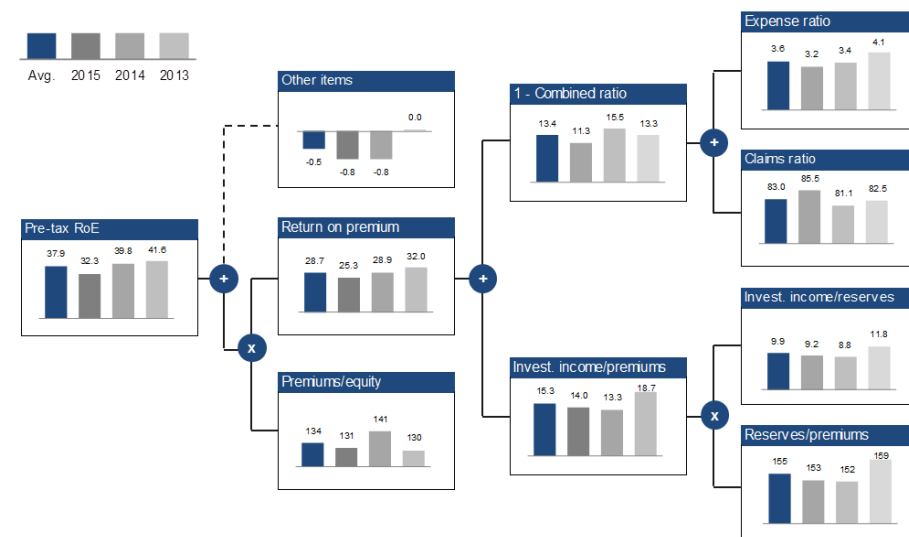 Avg. 2015 2014 2013
Pre-tax RoE
37.9 32.3 39.8 41.6
+
x
Other items
-0.5 -0.8 -0.8 0.0
Return on premium
28.7 25.3 28.9 32.0
Premiums/equity
134 131 141 130
+
1 - Combined ratio
13.4 11.3 15.5 13.3
Invest. income/premiums
15.3 14.0 13.3 18.7
+
x
Expense ratio
3.6 3.2 3.4 4.1
Claims ratio
83.0 85.5 81.1 82.5
Invest. income/reserves
9.9 9.2 8.8 11.8
Reserves/premiums
155 153 152 159